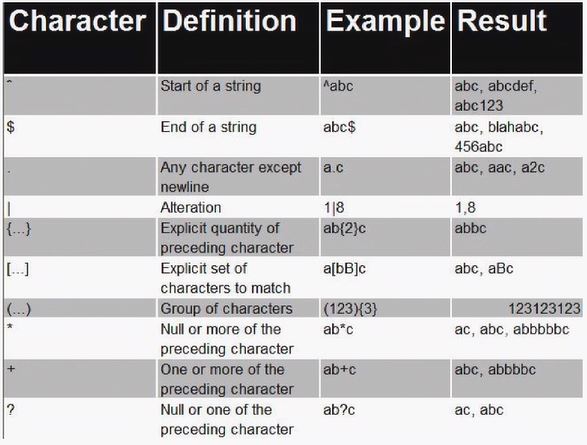 Character Definition Example Result
^ Start of a string ^abc abc, abcdef,
abc123
$ End of a string abc$ abc, blahabc,
456abc
. Any character except a.c abc, aac, a2c
newline
| Alteration 1|8 1,8
{...} Explicit quantity of ab{2}c abbc
preceding character
[...] Explicit set of a[bB]c abc, aBc
characters to match
(...) Group of characters (123){3} 123123123
* Null or more of the ab*c ac, abc, abbbbbc
preceding character
+ One or more of the ab+c abc, abbbbc
preceding character
? Null or one of the ab?c ac, abc
preceding character